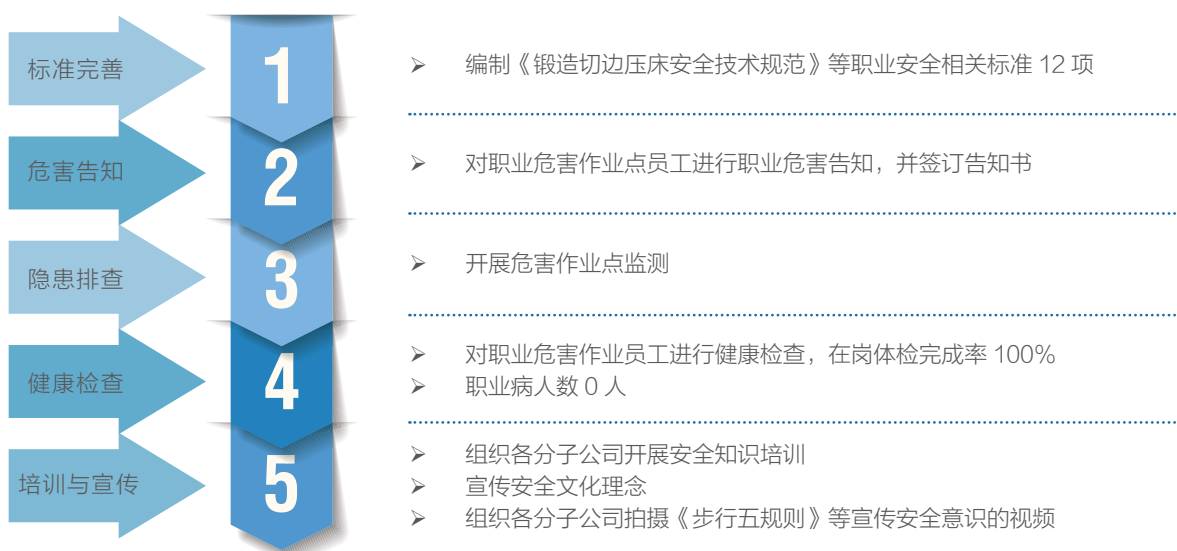 标准完善
1
➢ 编制《锻造切边压床安全技术规范》等职业安全相关标准 12 项
危害告知
2
➢ 对职业危害作业点员工进行职业危害告知，并签订告知书
隐患排查
3
➢ 开展危害作业点监测
健康检查
4
➢ 对职业危害作业员工进行健康检查，在岗体检完成率 100%
➢ 职业病人数 0 人
培训与宣传
5
➢ 组织各分子公司开展安全知识培训
➢ 宣传安全文化理念
➢ 组织各分子公司拍摄《步行五规则》等宣传安全意识的视频